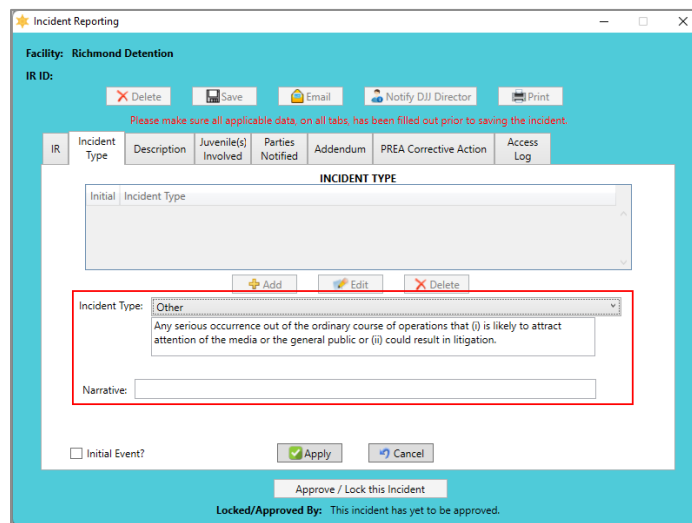 Incident Reporting
Facility: Richmond Detention
IR ID:
Delete Save Email Notify DJJ Director Print
Please make sure all applicable data, on all tabs, has been filled out prior to saving the incident.
IR Incident Type Description Juvenile(s) Involved Parties Notified Addendum PREA Corrective Action Access Log
INCIDENT TYPE
Initial Incident Type
Add Edit Delete
Incident Type: Other
Any serious occurrence out of the ordinary course of operations that (i) is likely to attract
attention of the media or the general public or (ii) could result in litigation.
Narrative:
Initial Event? Apply Cancel
Approve / Lock this Incident
Locked/Approved By: This incident has yet to be approved.